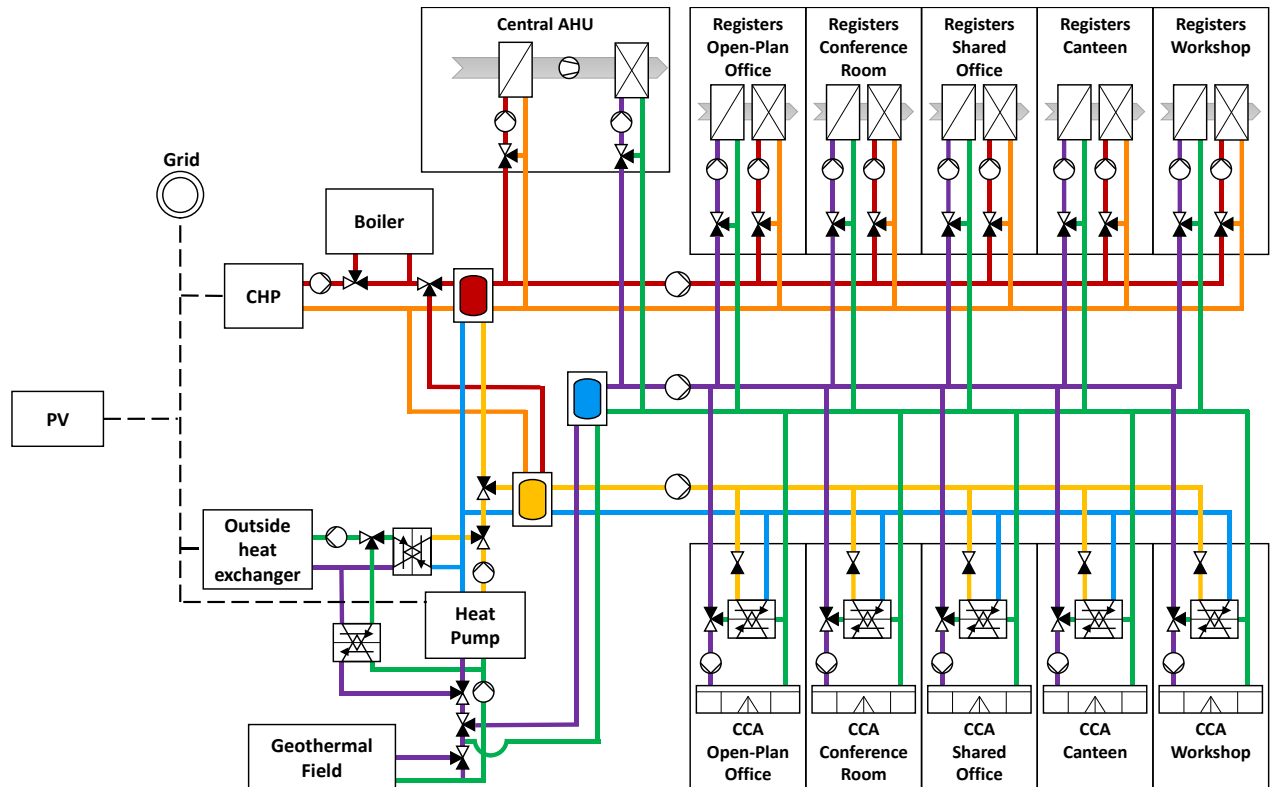 Central AHU
Registers
Open-Plan
Office
Registers
Conference
Room
Registers
Shared
Office
Registers
Canteen
Registers
Workshop
Grid
Boiler
CHP
PV
Outside
heat
exchanger
Heat
Pump
Geothermal
Field
CCA
Open-Plan
Office
CCA
Conference
Room
CCA
Shared
Office
CCA
Canteen
CCA
Workshop